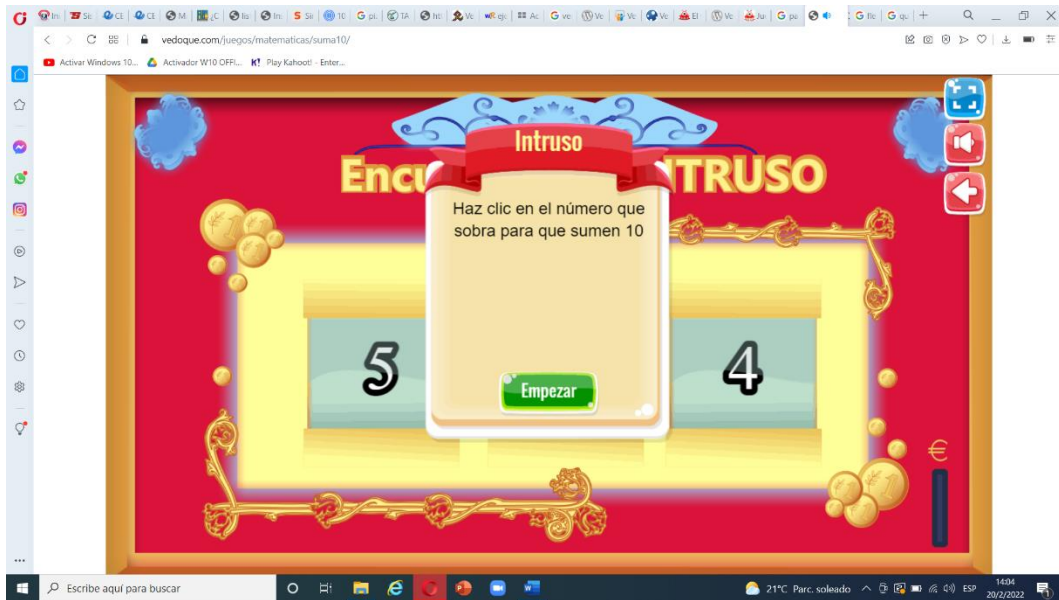 vedoque.com/juegos/matematicas/suma10/
Activar Windows 10... Activador W10 OFFI... K! Play Kahoot! - Enter...
Intruso
Encu TRUSO
Haz clic en el número que
sobra para que sumen 10
5 4
Empezar
€
Escribe aquí para buscar
21°C Parc. soleado ESP 14:04
20/2/2022